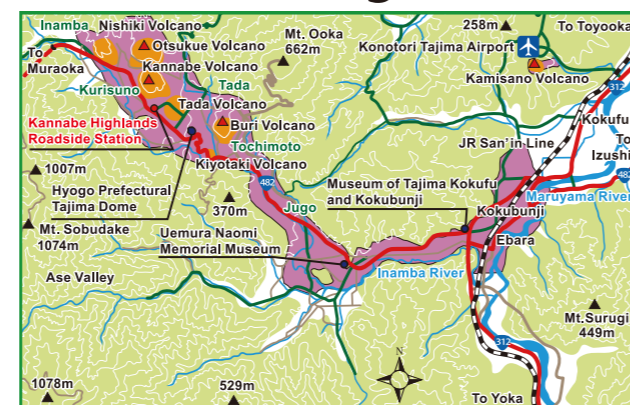 Inamba
Nishiki Volcano
Mt. Ooka
662m
258m
To Toyooka
To
Muraoka
Otsukue Volcano
Konotori Tajima Airport
Kannabe Volcano
Kamisano Volcano
Kurisuno
Tada
312
Tada Volcano
Kokufu
Kannabe Highlands
Roadside Station
Buri Volcano
JR San'in Line
To
Izushi
Tochimoto
Kiyotaki Volcano
1007m
482
482
Hyogo Prefectural
Tajima Dome
370m
Museum of Tajima Kokufu
and Kokubunji
Maruyama River
Jugo
Kokubunji
Mt. Sobudake
1074m
Uemura Naomi
Memorial Museum
Ebara
Inamba River
Ase Valley
Mt.Surugi
449m
312
N
1078m
529m
To Yoka